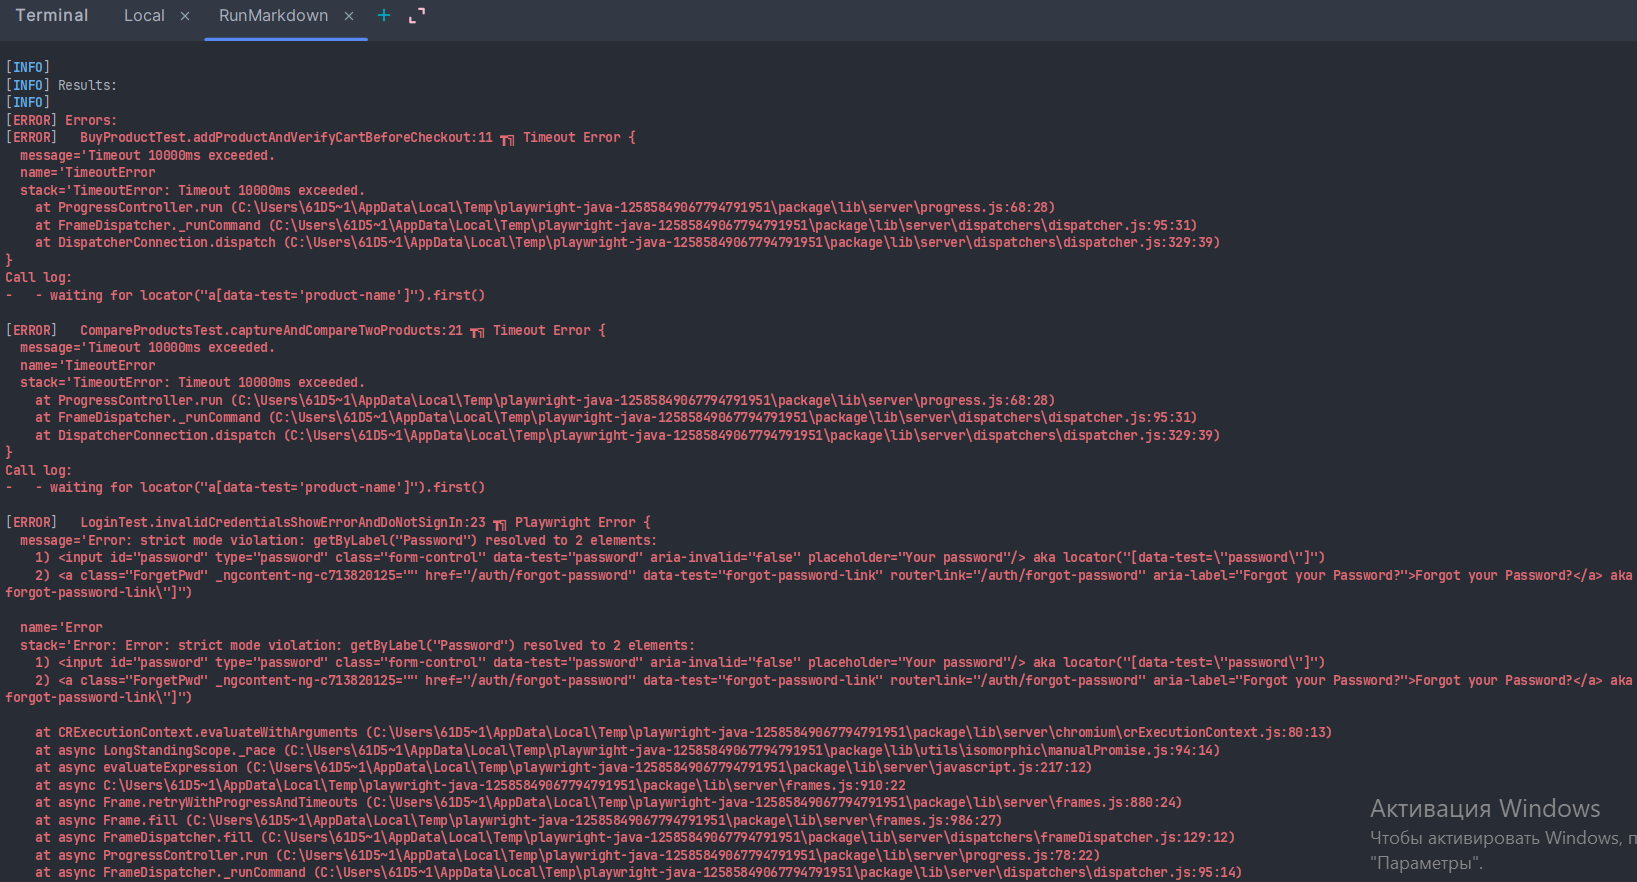 Terminal Local × RunMarkdown × +
[INFO]
[INFO] Results:
[INFO]
[ERROR] Errors:
[ERROR]   BuyProductTest.addProductAndVerifyCartBeforeCheckout:11 ╥╗ Timeout Error {
  message='Timeout 10000ms exceeded.
  name='TimeoutError
  stack='TimeoutError: Timeout 10000ms exceeded.
    at ProgressController.run (C:\Users\61D5~1\AppData\Local\Temp\playwright-java-12585849067794791951\package\lib\server\progress.js:68:28)
    at FrameDispatcher._runCommand (C:\Users\61D5~1\AppData\Local\Temp\playwright-java-12585849067794791951\package\lib\server\dispatchers\dispatcher.js:95:31)
    at DispatcherConnection.dispatch (C:\Users\61D5~1\AppData\Local\Temp\playwright-java-12585849067794791951\package\lib\server\dispatchers\dispatcher.js:329:39)
}
Call log:
-   - waiting for locator("a[data-test='product-name']").first()
[ERROR]   CompareProductsTest.captureAndCompareTwoProducts:21 ╥╗ Timeout Error {
  message='Timeout 10000ms exceeded.
  name='TimeoutError
  stack='TimeoutError: Timeout 10000ms exceeded.
    at ProgressController.run (C:\Users\61D5~1\AppData\Local\Temp\playwright-java-12585849067794791951\package\lib\server\progress.js:68:28)
    at FrameDispatcher._runCommand (C:\Users\61D5~1\AppData\Local\Temp\playwright-java-12585849067794791951\package\lib\server\dispatchers\dispatcher.js:95:31)
    at DispatcherConnection.dispatch (C:\Users\61D5~1\AppData\Local\Temp\playwright-java-12585849067794791951\package\lib\server\dispatchers\dispatcher.js:329:39)
}
Call log:
-   - waiting for locator("a[data-test='product-name']").first()
[ERROR]   LoginTest.invalidCredentialsShowErrorAndDoNotSignIn:23 ╥╗ Playwright Error {
  message='Error: strict mode violation: getByLabel("Password") resolved to 2 elements:
    1) <input id="password" type="password" class="form-control" data-test="password" aria-invalid="false" placeholder="Your password"/> aka locator("[data-test=\"password\"]")
    2) <a class="ForgetPwd" _ngcontent-ng-c713820125="" href="/auth/forgot-password" data-test="forgot-password-link" routerlink="/auth/forgot-password" aria-label="Forgot your Password?">Forgot your Password?</a> aka
forgot-password-link\"]")
  name='Error
  stack='Error: Error: strict mode violation: getByLabel("Password") resolved to 2 elements:
    1) <input id="password" type="password" class="form-control" data-test="password" aria-invalid="false" placeholder="Your password"/> aka locator("[data-test=\"password\"]")
    2) <a class="ForgetPwd" _ngcontent-ng-c713820125="" href="/auth/forgot-password" data-test="forgot-password-link" routerlink="/auth/forgot-password" aria-label="Forgot your Password?">Forgot your Password?</a> aka
forgot-password-link\"]")
    at CRExecutionContext.evaluateWithArguments (C:\Users\61D5~1\AppData\Local\Temp\playwright-java-12585849067794791951\package\lib\server\chromium\crExecutionContext.js:80:13)
    at async LongStandingScope._race (C:\Users\61D5~1\AppData\Local\Temp\playwright-java-12585849067794791951\package\lib\utils\isomorphic\manualPromise.js:94:14)
    at async evaluateExpression (C:\Users\61D5~1\AppData\Local\Temp\playwright-java-12585849067794791951\package\lib\server\javascript.js:217:12)
    at async C:\Users\61D5~1\AppData\Local\Temp\playwright-java-12585849067794791951\package\lib\server\frames.js:910:22
    at async Frame.retryWithProgressAndTimeouts (C:\Users\61D5~1\AppData\Local\Temp\playwright-java-12585849067794791951\package\lib\server\frames.js:880:24)
    at async Frame.fill (C:\Users\61D5~1\AppData\Local\Temp\playwright-java-12585849067794791951\package\lib\server\frames.js:986:27)
    at async FrameDispatcher.fill (C:\Users\61D5~1\AppData\Local\Temp\playwright-java-12585849067794791951\package\lib\server\dispatchers\frameDispatcher.js:129:12)
    at async ProgressController.run (C:\Users\61D5~1\AppData\Local\Temp\playwright-java-12585849067794791951\package\lib\server\progress.js:78:22)
    at async FrameDispatcher._runCommand (C:\Users\61D5~1\AppData\Local\Temp\playwright-java-12585849067794791951\package\lib\server\dispatchers\dispatcher.js:95:14)
Активация Windows
Чтобы активировать Windows, п
"Параметры".